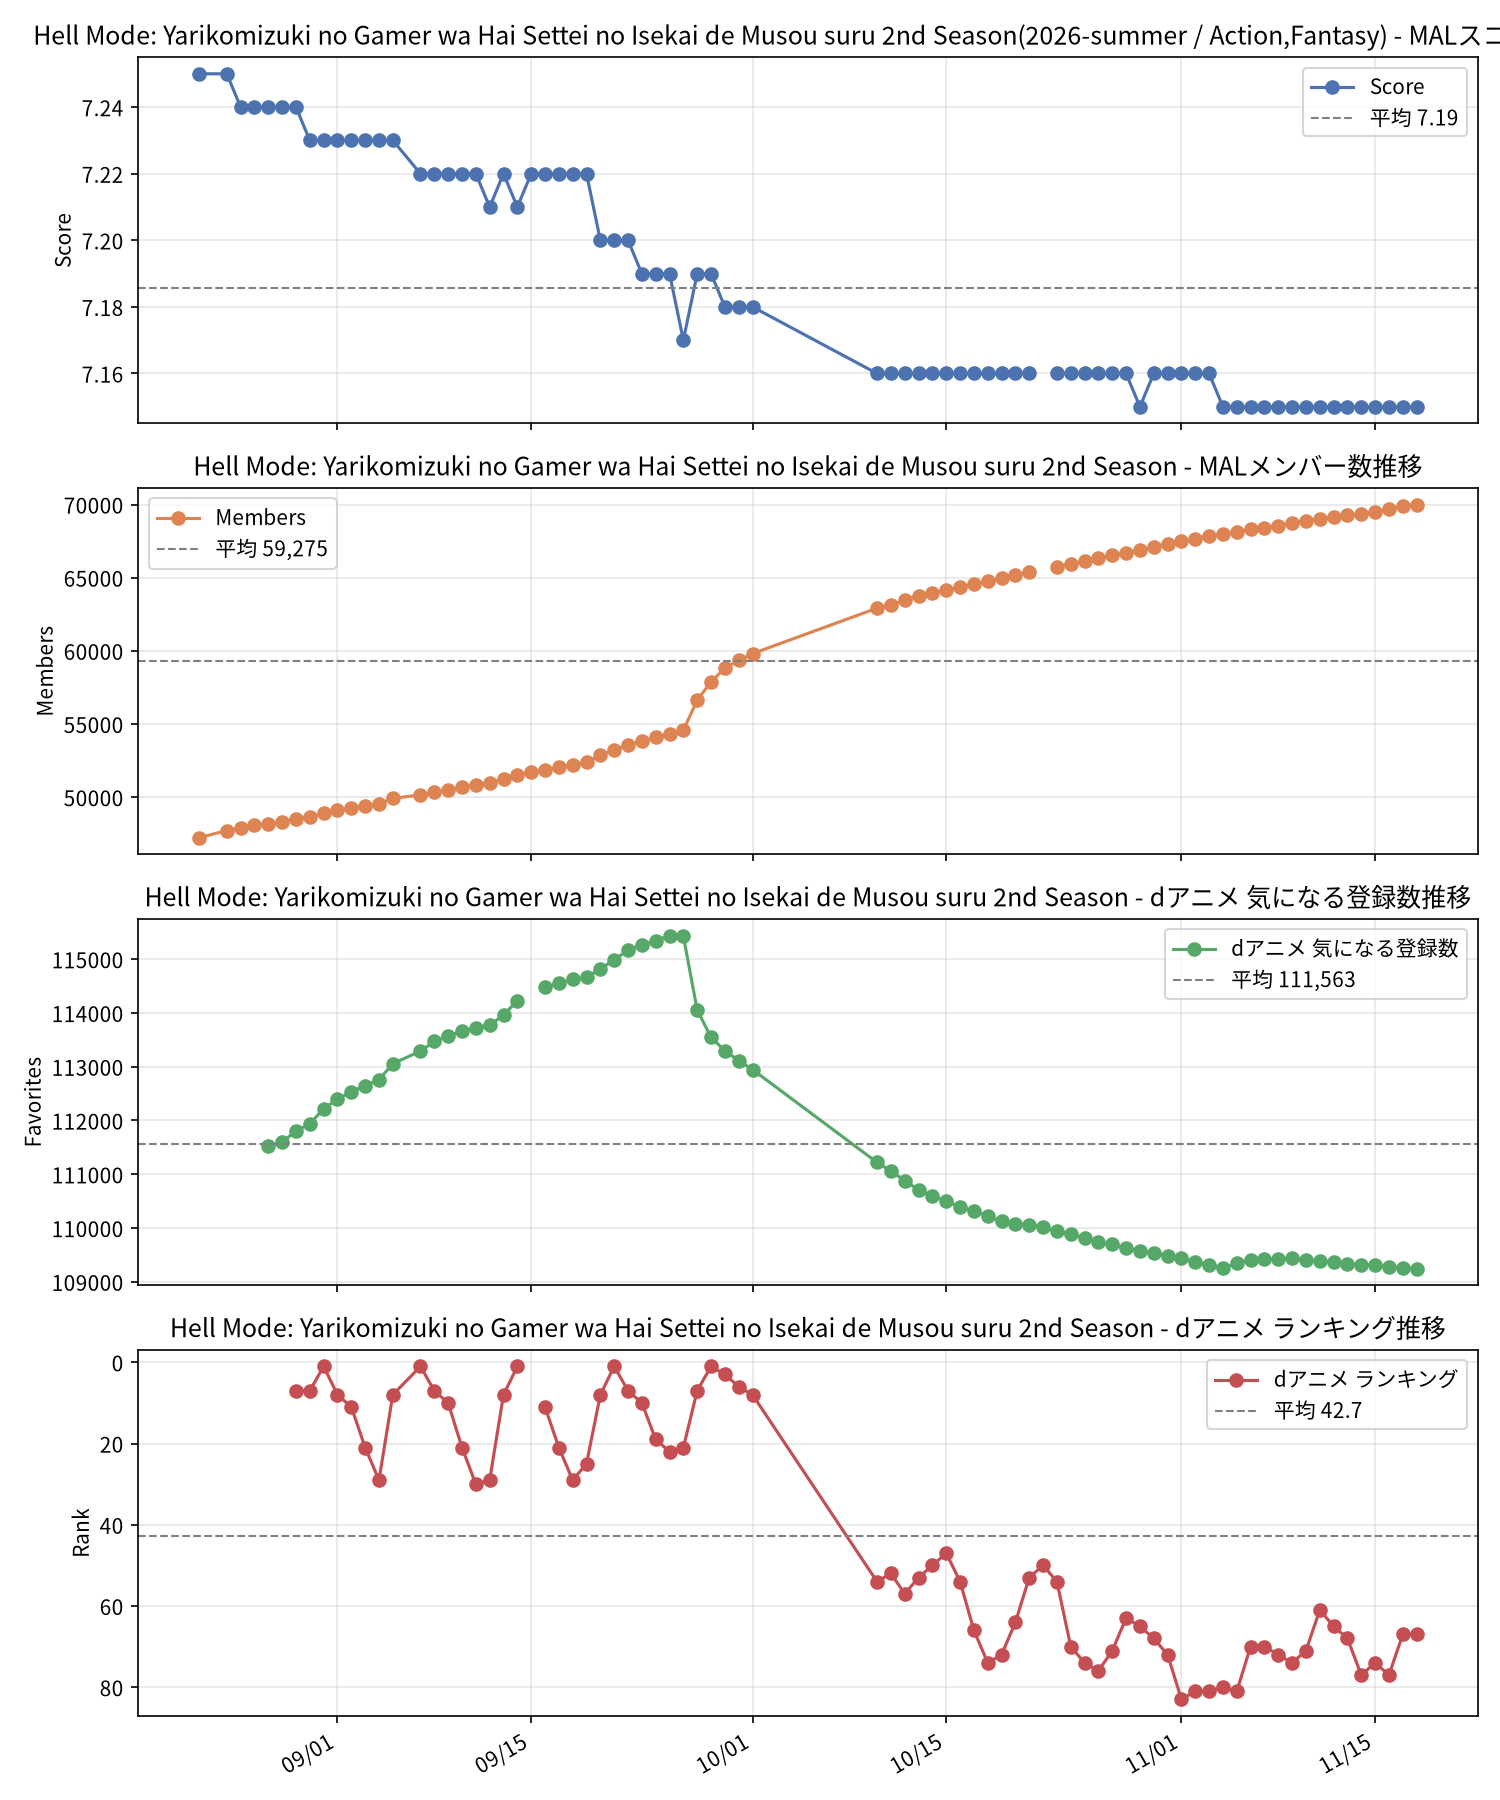 Hell Mode: Yarikomizuki no Gamer wa Hai Settei no Isekai de Musou suru 2nd Season(2026-summer / Action,Fantasy) - MALスコ
Score
平均 7.19
7.24
7.22
7.20
7.18
7.16
Score
Hell Mode: Yarikomizuki no Gamer wa Hai Settei no Isekai de Musou suru 2nd Season - MALメンバー数推移
Members
平均 59,275
70000
65000
60000
55000
50000
Members
Hell Mode: Yarikomizuki no Gamer wa Hai Settei no Isekai de Musou suru 2nd Season - dアニメ 気になる登録数推移
dアニメ 気になる登録数
平均 111,563
115000
114000
113000
112000
111000
110000
109000
Favorites
Hell Mode: Yarikomizuki no Gamer wa Hai Settei no Isekai de Musou suru 2nd Season - dアニメ ランキング推移
dアニメ ランキング
平均 42.7
0
20
40
60
80
Rank
09/01
09/15
10/01
10/15
11/01
11/15